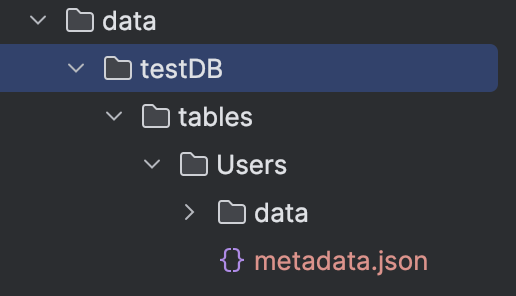 data
testDB
tables
Users
data
{} metadata.json